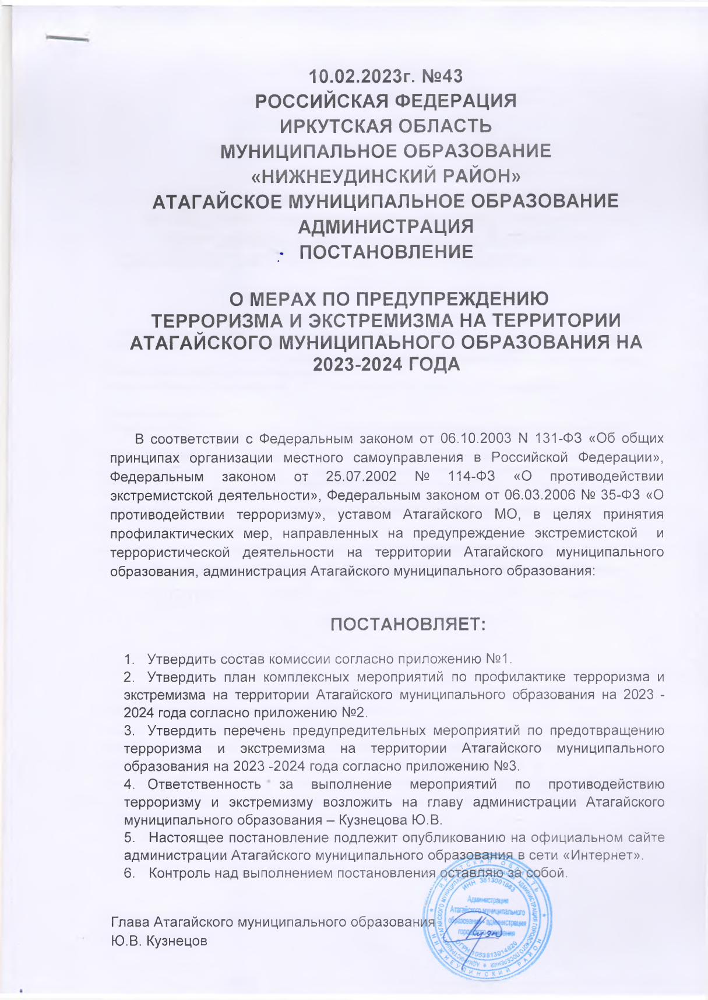 10.02.2023г. №43
РОССИЙСКАЯ ФЕДЕРАЦИЯ
ИРКУТСКАЯ ОБЛАСТЬ
МУНИЦИПАЛЬНОЕ ОБРАЗОВАНИЕ
«НИЖНЕУДИНСКИЙ РАЙОН»
АТАГАЙСКОЕ МУНИЦИПАЛЬНОЕ ОБРАЗОВАНИЕ
АДМИНИСТРАЦИЯ
ПОСТАНОВЛЕНИЕ
О МЕРАХ ПО ПРЕДУПРЕЖДЕНИЮ
ТЕРРОРИЗМА И ЭКСТРЕМИЗМА НА ТЕРРИТОРИИ
АТАГАЙСКОГО МУНИЦИПАЬНОГО ОБРАЗОВАНИЯ НА
2023-2024 ГОДА
В соответствии с Федеральным законом от 06.10.2003 N 131-ФЗ «Об общих
принципах организации местного самоуправления в Российской Федерации»,
Федеральным законом от 25.07.2002 № 114-ФЗ «О противодействии
экстремистской деятельности», Федеральным законом от 06.03.2006 № 35-ФЗ «О
противодействии терроризму», уставом Атагайского МО, в целях принятия
профилактических мер, направленных на предупреждение экстремистской и
террористической деятельности на территории Атагайского муниципального
образования, администрация Атагайского муниципального образования:
ПОСТАНОВЛЯЕТ:
1. Утвердить состав комиссии согласно приложению №1.
2. Утвердить план комплексных мероприятий по профилактике терроризма и
экстремизма на территории Атагайского муниципального образования на 2023 -
2024 года согласно приложению №2.
3. Утвердить перечень предупредительных мероприятий по предотвращению
терроризма и экстремизма на территории Атагайского муниципального
образования на 2023 -2024 года согласно приложению №3.
4. Ответственность за выполнение мероприятий по противодействию
терроризму и экстремизму возложить на главу администрации Атагайского
муниципального образования – Кузнецова Ю.В.
5. Настоящее постановление подлежит опубликованию на официальном сайте
администрации Атагайского муниципального образования в сети «Интернет».
6. Контроль над выполнением постановления оставляю за собой.
Глава Атагайского муниципального образования
Ю.В. Кузнецов
ИРКУТСКАЯ ОБЛАСТЬ
НИЖНЕУДИНСКИЙ РАЙОН
ИНН 3813001863
Администрация
Атагайского муниципального
образования - администрация
ОГРН 1053813014820